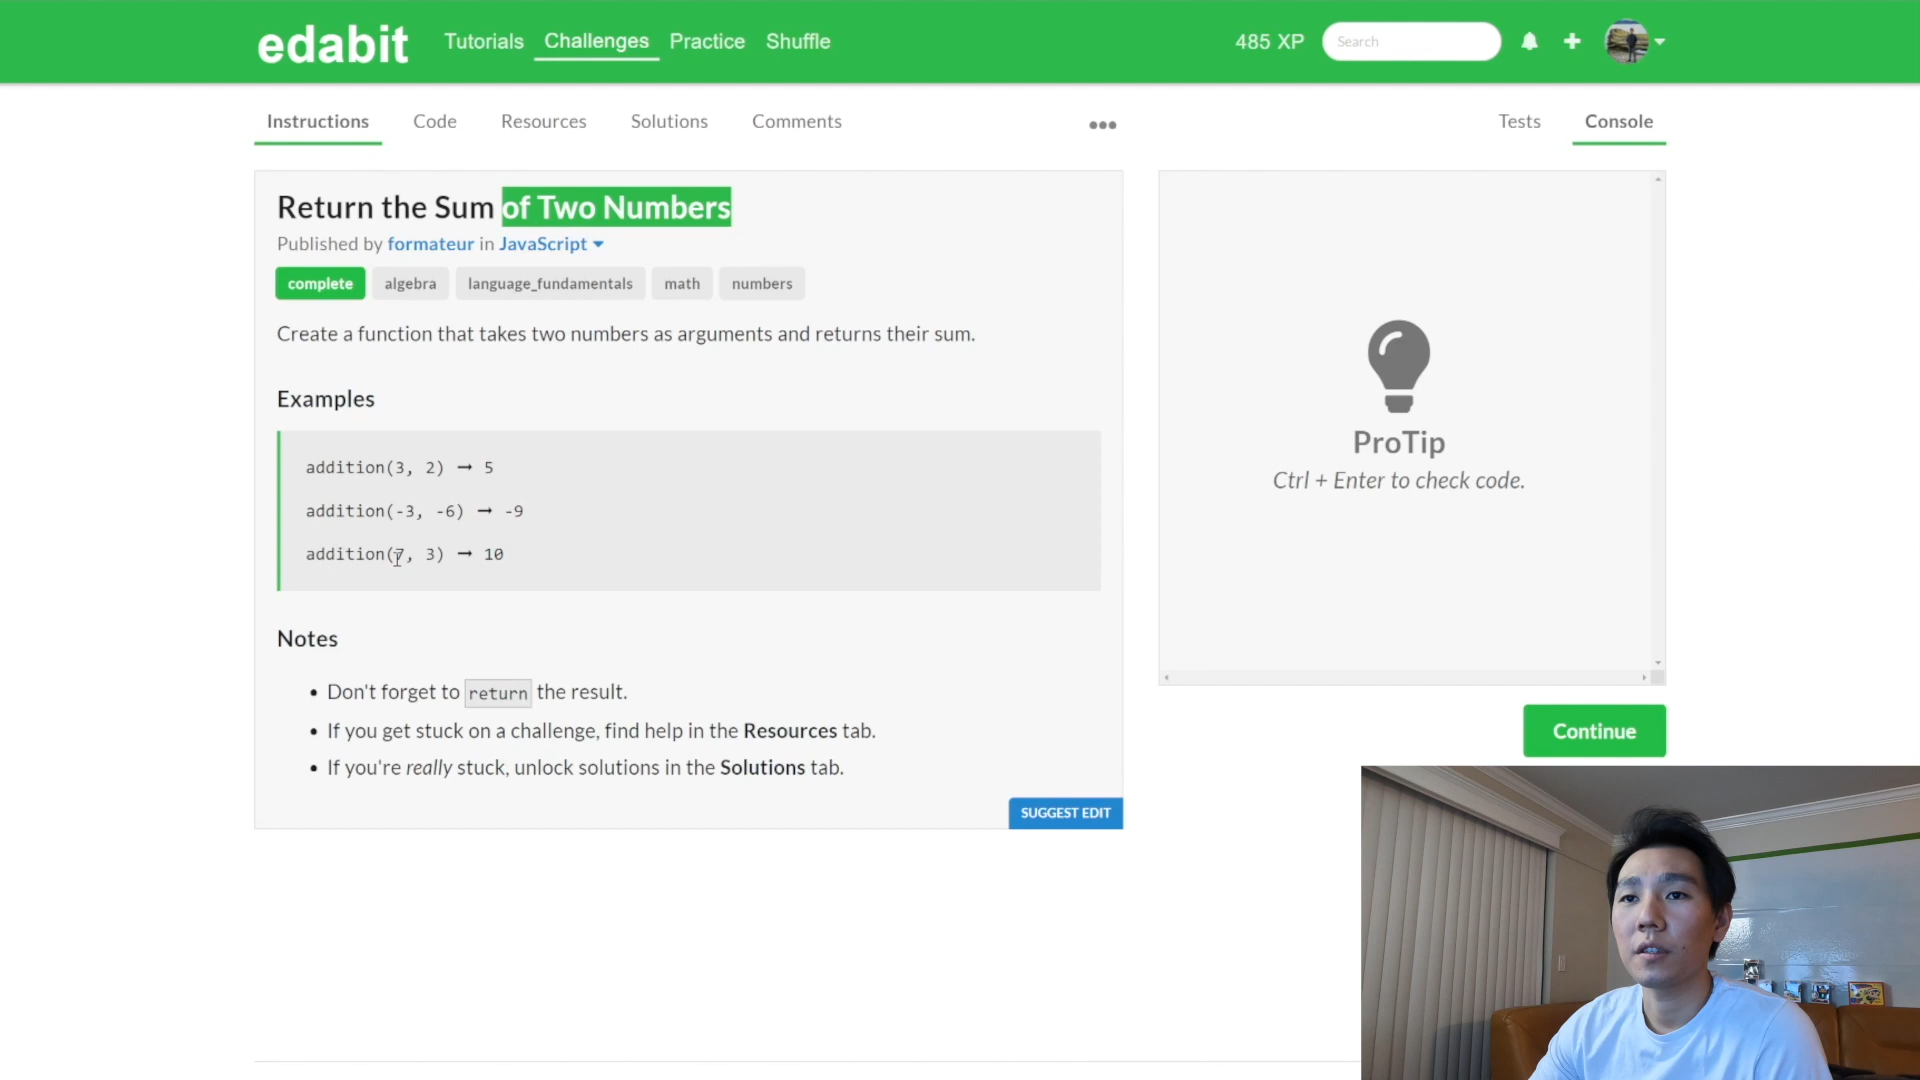 edabit Tutorials Challenges Practice Shuffle 485 XP Search
Instructions Code Resources Solutions Comments ••• Tests Console
Return the Sum of Two Numbers
Published by formateur in JavaScript
complete algebra language_fundamentals math numbers
Create a function that takes two numbers as arguments and returns their sum.
Examples
addition(3, 2) ➞ 5
addition(-3, -6) ➞ -9
addition(7, 3) ➞ 10
Notes
• Don't forget to return the result.
• If you get stuck on a challenge, find help in the Resources tab.
• If you're really stuck, unlock solutions in the Solutions tab.
SUGGEST EDIT
ProTip
Ctrl + Enter to check code.
Continue